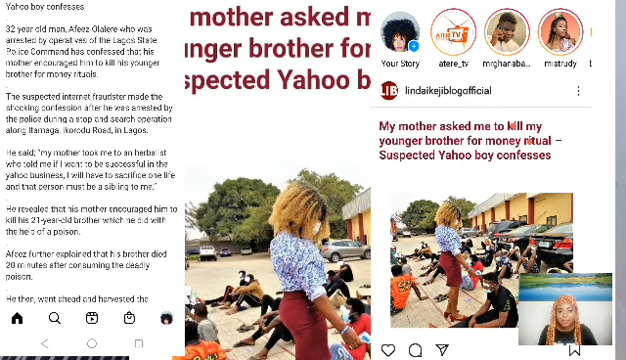 Yahoo boy confesses
.
32 year old man, Afeez Olalere who was
arrested by operatives of the Lagos State
Police Command has confessed that his
mother encouraged him to kill his younger
brother for money rituals.
.
The suspected internet fraudster made the
shocking confession after he was arrested by
the police during a stop and search operation
along Itamaga, Ikorodu Road, in Lagos.
.
He said; "my mother took me to an herbalist
who told me if I want to be successful in the
yahoo business, I will have to sacrifice one life
and that person must be a sibling to me."
.
He revealed that his mother encouraged him to
kill his 21-year-old brother which he did with
the help of a poison.
.
Afeez further explained that his brother died
20 minutes after consuming the deadly
poison.
.
He then, went ahead and harvested the
mother asked m
unger brother for
spected Yahoo b
Your Story
atere_tv
mrghanaba...
mistrudy
LIB
lindaikejiblogofficial
My mother asked me to kill my
younger brother for money ritual –
Suspected Yahoo boy confesses